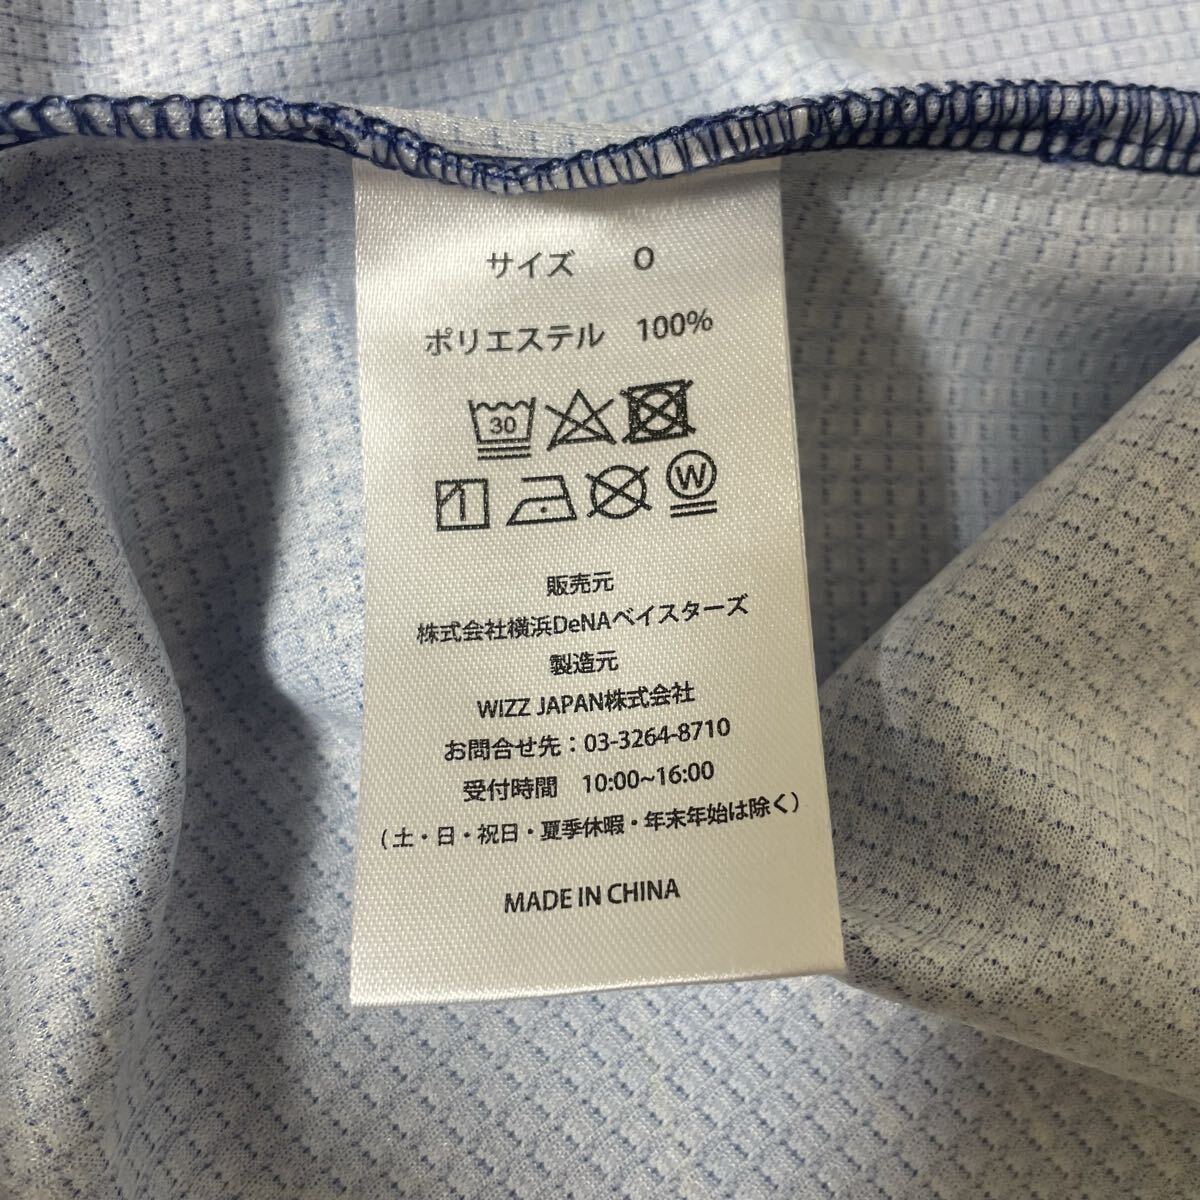 サイズ O
ポリエステル 100%
30
W
販売元
株式会社横浜DeNAベイスターズ
製造元
WIZZ JAPAN株式会社
お問合せ先：03-3264-8710
受付時間 10:00~16:00
(土・日・祝日・夏季休暇・年末年始は除く)
MADE IN CHINA